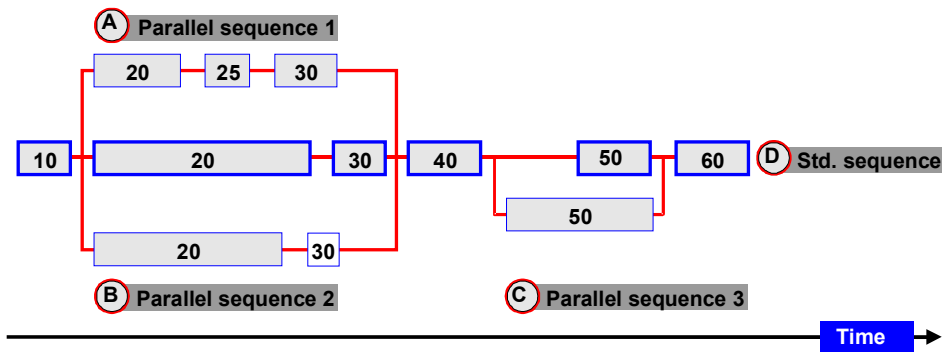 A Parallel sequence 1
20 25 30
10 20 30 40 50 60 D Std. sequence
50
20 30
B Parallel sequence 2 C Parallel sequence 3
Time